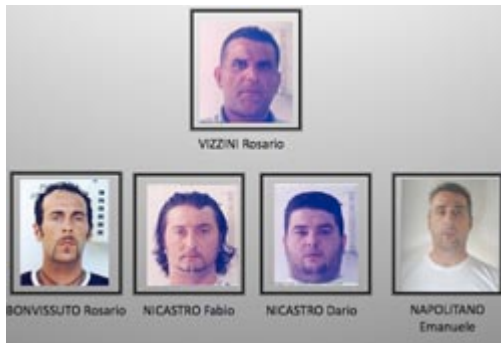 VIZZINI Rosario
BONVISSUTO Rosario
NICASTRO Fabio
NICASTRO Dario
NAPOLITANO
Emanuele